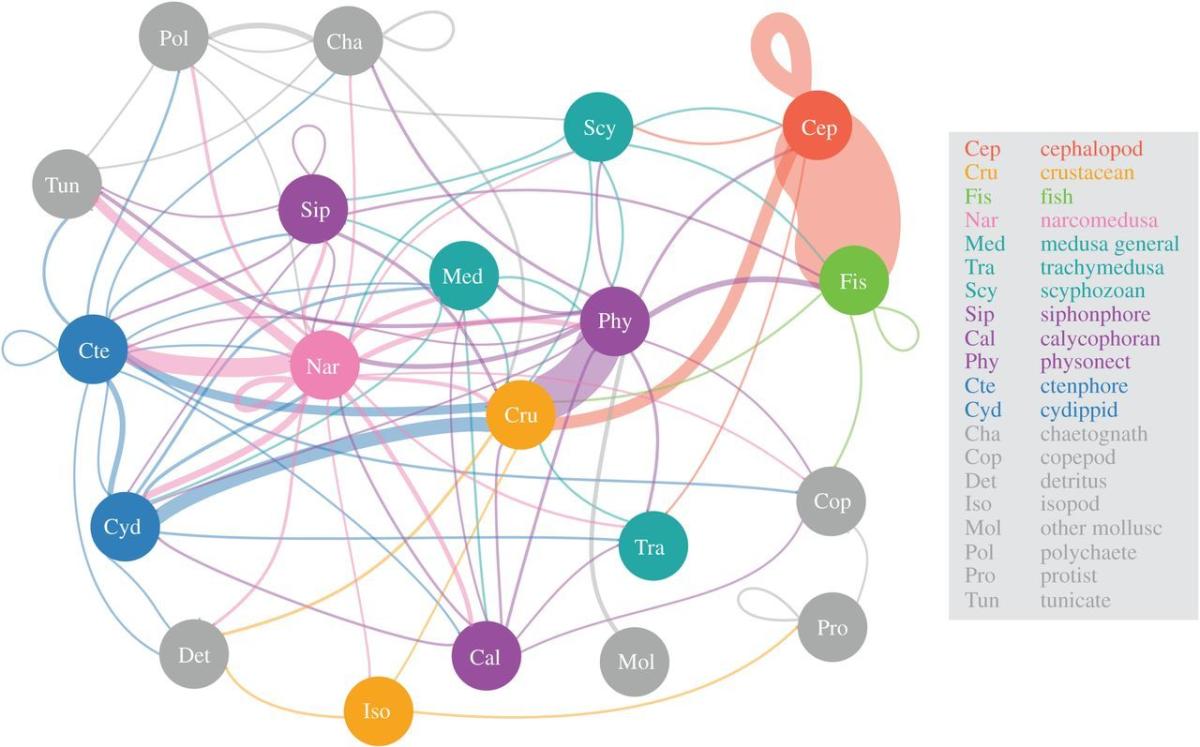 Pol
Cha
Cep
Scy
Tun
Sip
Med
Fis
Phy
Cte
Nar
Cru
Cyd
Cop
Tra
Pro
Det
Cal
Mol
Iso
Cep cephalopod
Cru crustacean
Fis fish
Nar narcomedusa
Med medusa general
Tra trachymedusa
Scy scyphozoan
Sip siphonphore
Cal calycophoran
Phy physonect
Cte ctenphore
Cyd cydippid
Cha chaetognath
Cop copepod
Det detritus
Iso isopod
Mol other mollusc
Pol polychaete
Pro protist
Tun tunicate